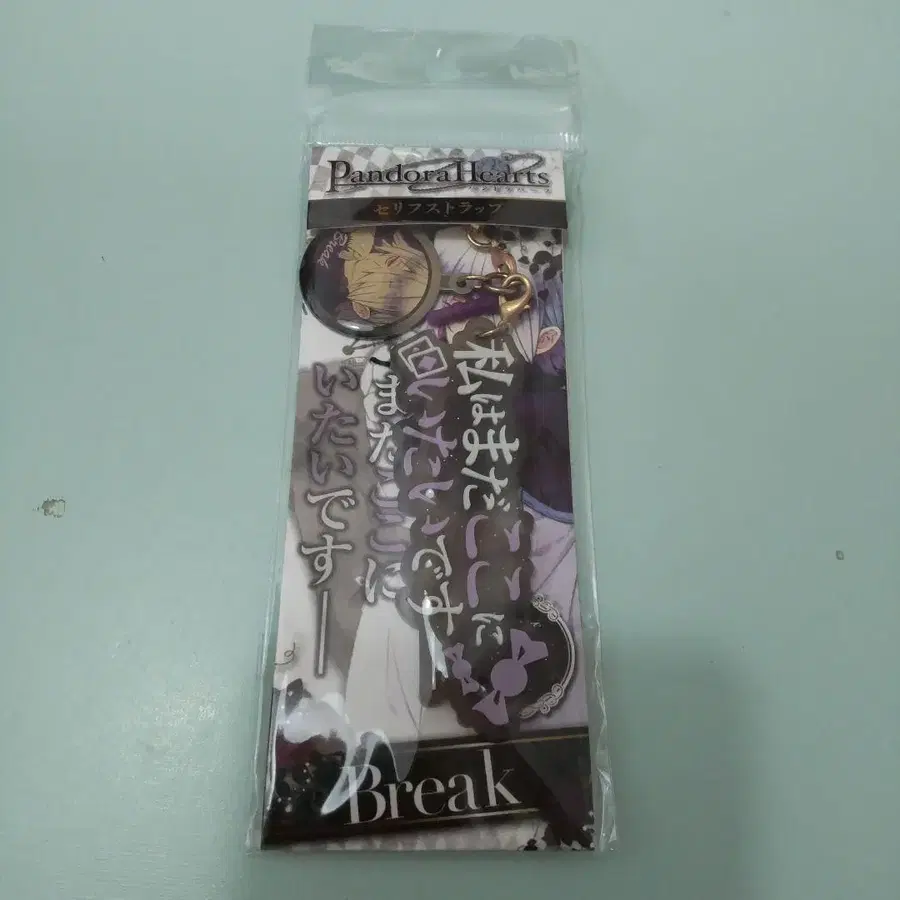 PandoraHearts
セリフストラップ
Break
私はまだここに
いたいです
まだここに
いたいです――
Break